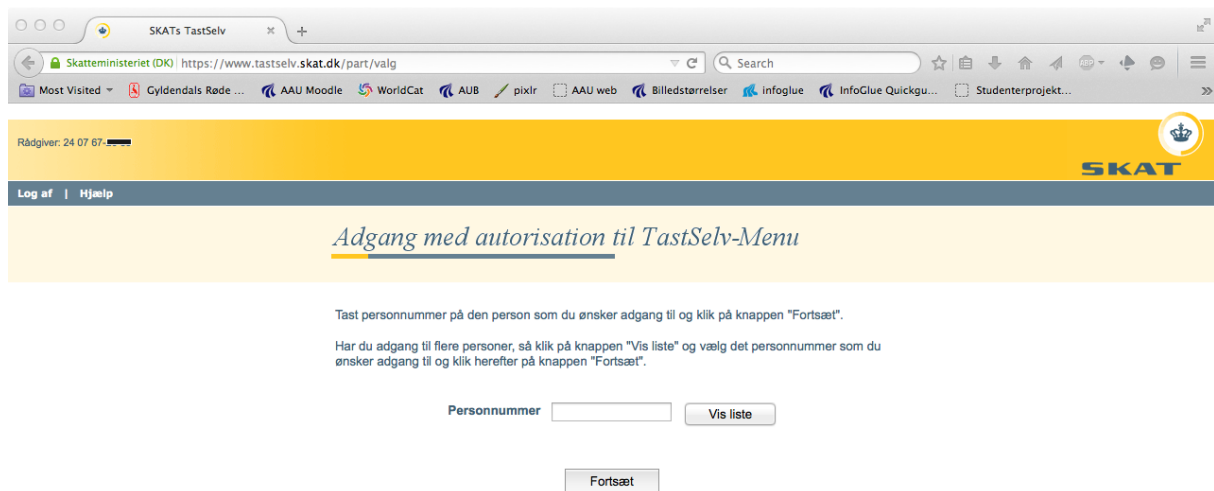 SKATs TastSelv
Skatteministeriet (DK) https://www.tastselv.skat.dk/part/valg Search
Most Visited Gyldendals Røde ... AAU Moodle WorldCat AUB pixlr AAU web Billedstørrelser infoglue InfoGlue Quickgu... Studenterprojekt...
Rådgiver: 24 07 67-
SKAT
Log af | Hjælp
Adgang med autorisation til TastSelv-Menu
Tast personnummer på den person som du ønsker adgang til og klik på knappen "Fortsæt".
Har du adgang til flere personer, så klik på knappen "Vis liste" og vælg det personnummer som du
ønsker adgang til og klik herefter på knappen "Fortsæt".
Personnummer Vis liste
Fortsæt